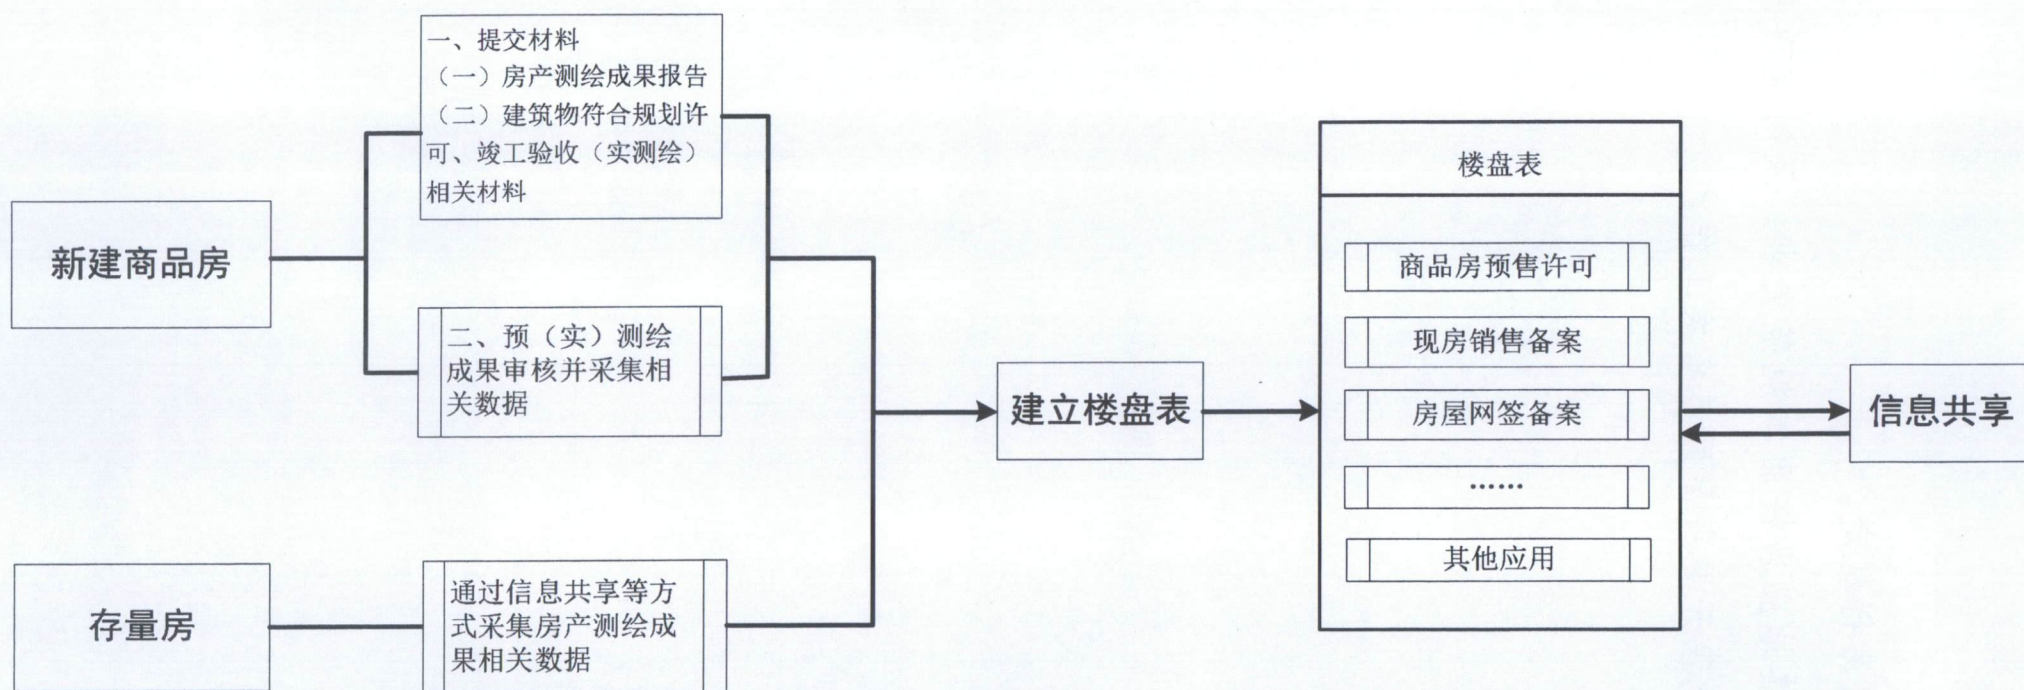 新建商品房
一、提交材料
（一）房产测绘成果报告
（二）建筑物符合规划许
可、竣工验收（实测绘）
相关材料
二、预（实）测绘
成果审核并采集相
关数据
存量房
通过信息共享等方
式采集房产测绘成
果相关数据
建立楼盘表
楼盘表
商品房预售许可
现房销售备案
房屋网签备案
……
其他应用
信息共享